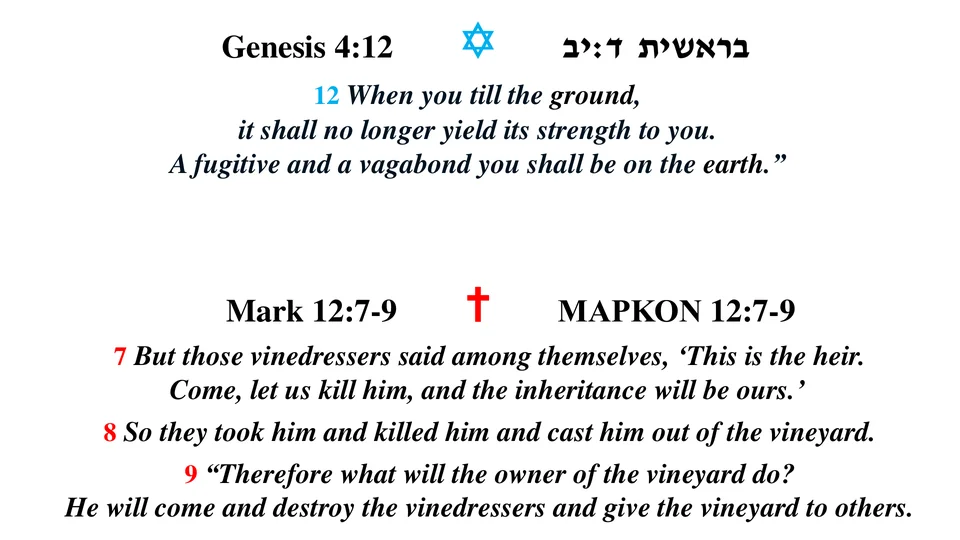 Genesis 4:12 ✡ בראשית ד:יב
12 When you till the ground,
it shall no longer yield its strength to you.
A fugitive and a vagabond you shall be on the earth.”
Mark 12:7-9 ✝ ΜΑΡΚΟΝ 12:7-9
7 But those vinedressers said among themselves, ‘This is the heir.
Come, let us kill him, and the inheritance will be ours.’
8 So they took him and killed him and cast him out of the vineyard.
9 “Therefore what will the owner of the vineyard do?
He will come and destroy the vinedressers and give the vineyard to others.